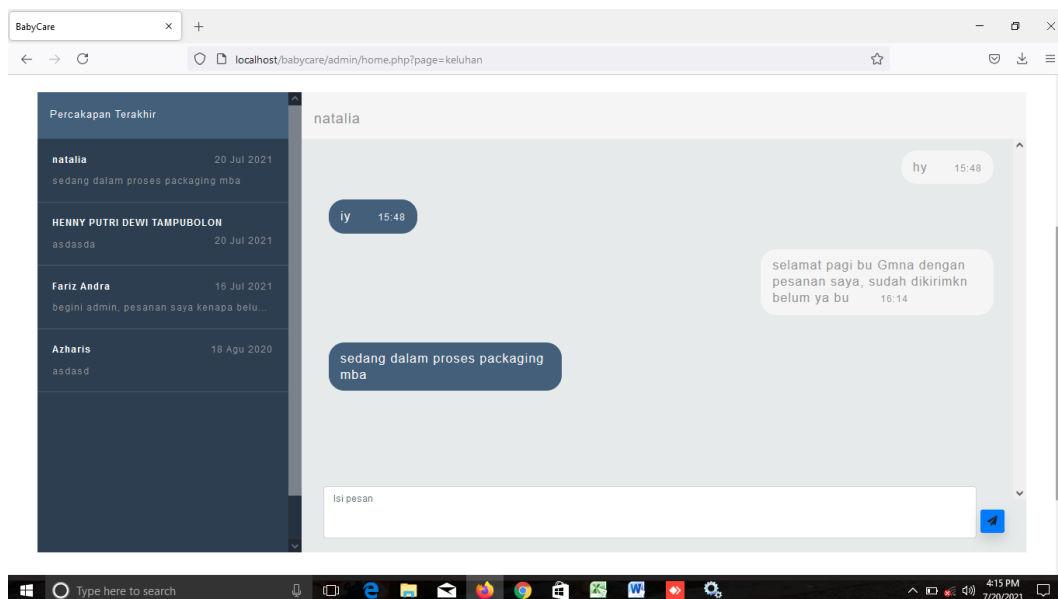 BabyCare
localhost/babycare/admin/home.php?page=keluhan
Percakapan Terakhir
natalia 20 Jul 2021
sedang dalam proses packaging mba
HENNY PUTRI DEWI TAMPUBOLON
asdasda 20 Jul 2021
Fariz Andra 16 Jul 2021
begini admin, pesanan saya kenapa belu...
Azharis 18 Agu 2020
asdasd
natalia
hy 15:48
iy 15:48
selamat pagi bu Gmna dengan
pesanan saya, sudah dikirimkn
belum ya bu 16:14
sedang dalam proses packaging
mba
Isi pesan
Type here to search
4:15 PM
7/20/2021